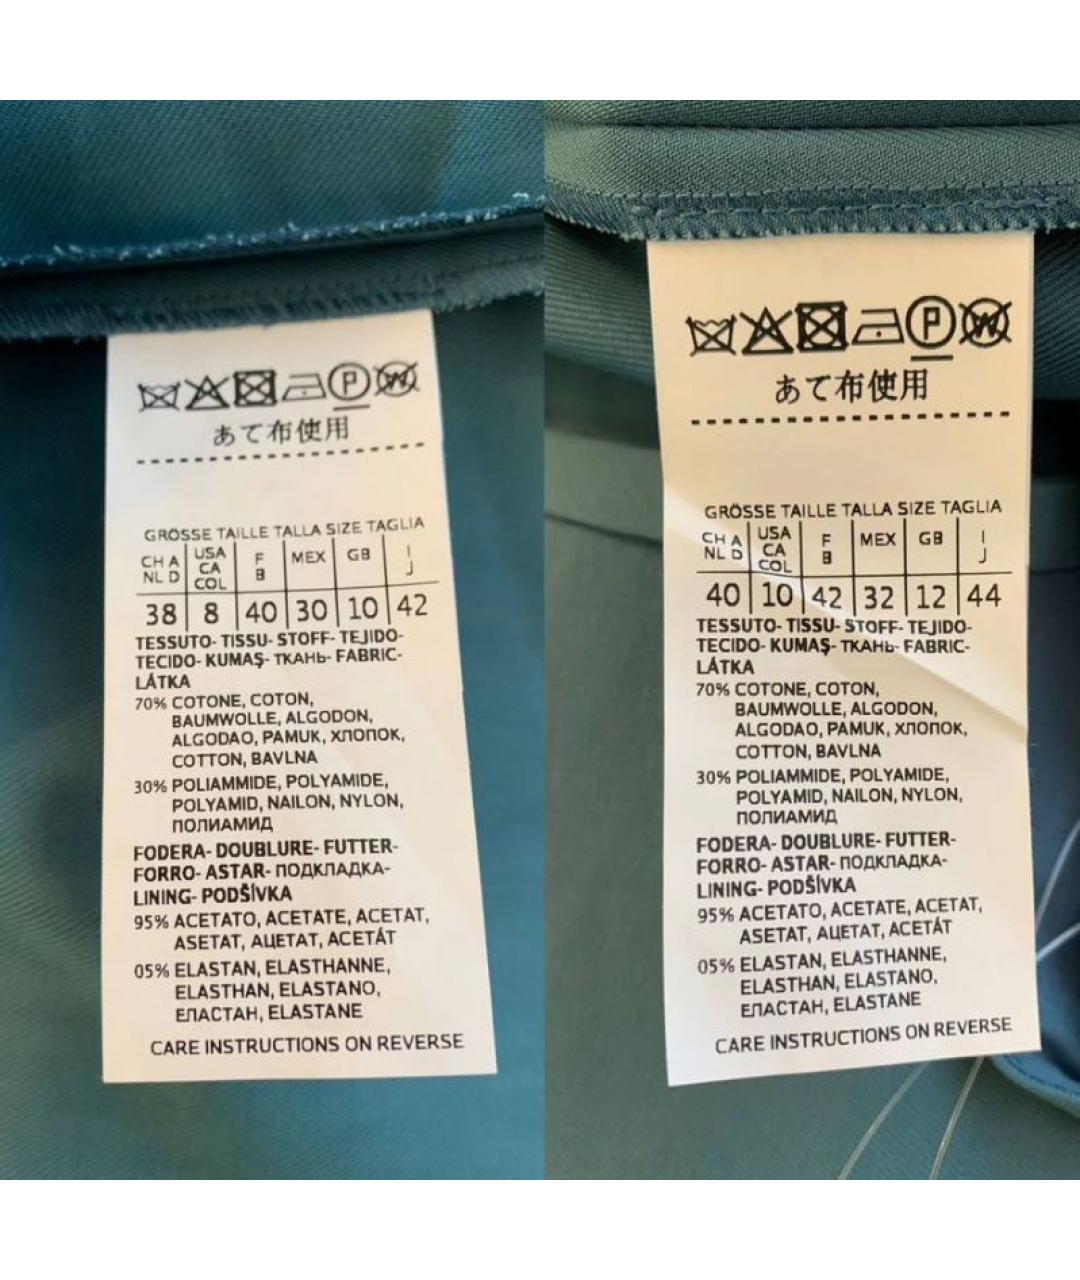 あて布使用
GRÖSSE TAILLE TALLA SIZE TAGLIA
CH A NL D USA CA COL F B MEX GB I J
38 8 40 30 10 42
TESSUTO- TISSU- STOFF- TEJIDO-
TECIDO- KUMAŞ- ТКАНЬ- FABRIC-
LÁTKA
70% COTONE, COTON,
BAUMWOLLE, ALGODON,
ALGODAO, PAMUK, ХЛОПОК,
COTTON, BAVLNA
30% POLIAMMIDE, POLYAMIDE,
POLYAMID, NAILON, NYLON,
ПОЛИАМИД
FODERA- DOUBLURE- FUTTER-
FORRO- ASTAR- ПОДКЛАДКА-
LINING- PODŠÍVKA
95% ACETATO, ACETATE, ACETAT,
ASETAT, АЦЕТАТ, ACETÁT
05% ELASTAN, ELASTHANNE,
ELASTHAN, ELASTANO,
ЕЛАСТАН, ELASTANE
CARE INSTRUCTIONS ON REVERSE
あて布使用
GRÖSSE TAILLE TALLA SIZE TAGLIA
CH A NL D USA CA COL F B MEX GB I J
40 10 42 32 12 44
TESSUTO- TISSU- STOFF- TEJIDO-
TECIDO- KUMAŞ- ТКАНЬ- FABRIC-
LÁTKA
70% COTONE, COTON,
BAUMWOLLE, ALGODON,
ALGODAO, PAMUK, ХЛОПОК,
COTTON, BAVLNA
30% POLIAMMIDE, POLYAMIDE,
POLYAMID, NAILON, NYLON,
ПОЛИАМИД
FODERA- DOUBLURE- FUTTER-
FORRO- ASTAR- ПОДКЛАДКА-
LINING- PODŠÍVKA
95% ACETATO, ACETATE, ACETAT,
ASETAT, АЦЕТАТ, ACETÁT
05% ELASTAN, ELASTHANNE,
ELASTHAN, ELASTANO,
ЕЛАСТАН, ELASTANE
CARE INSTRUCTIONS ON REVERSE